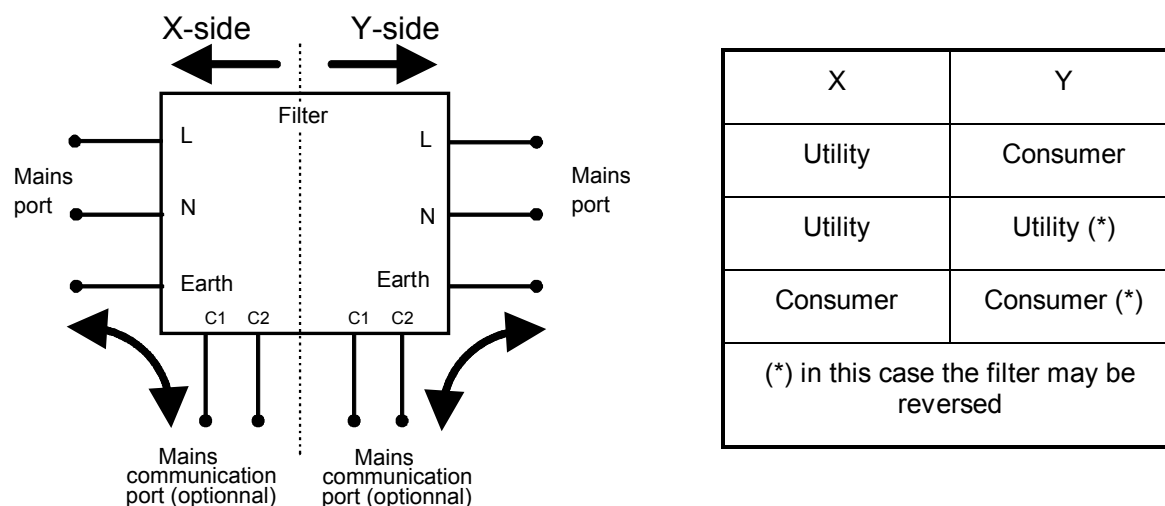 X-side Y-side
Filter
L L
Mains
port
Mains
port
N N
Earth Earth
C1 C2 C1 C2
Mains
communication
port (optionnal)
Mains
communication
port (optionnal)
X Y
Utility Consumer
Utility Utility (*)
Consumer Consumer (*)
(*) in this case the filter may be
reversed